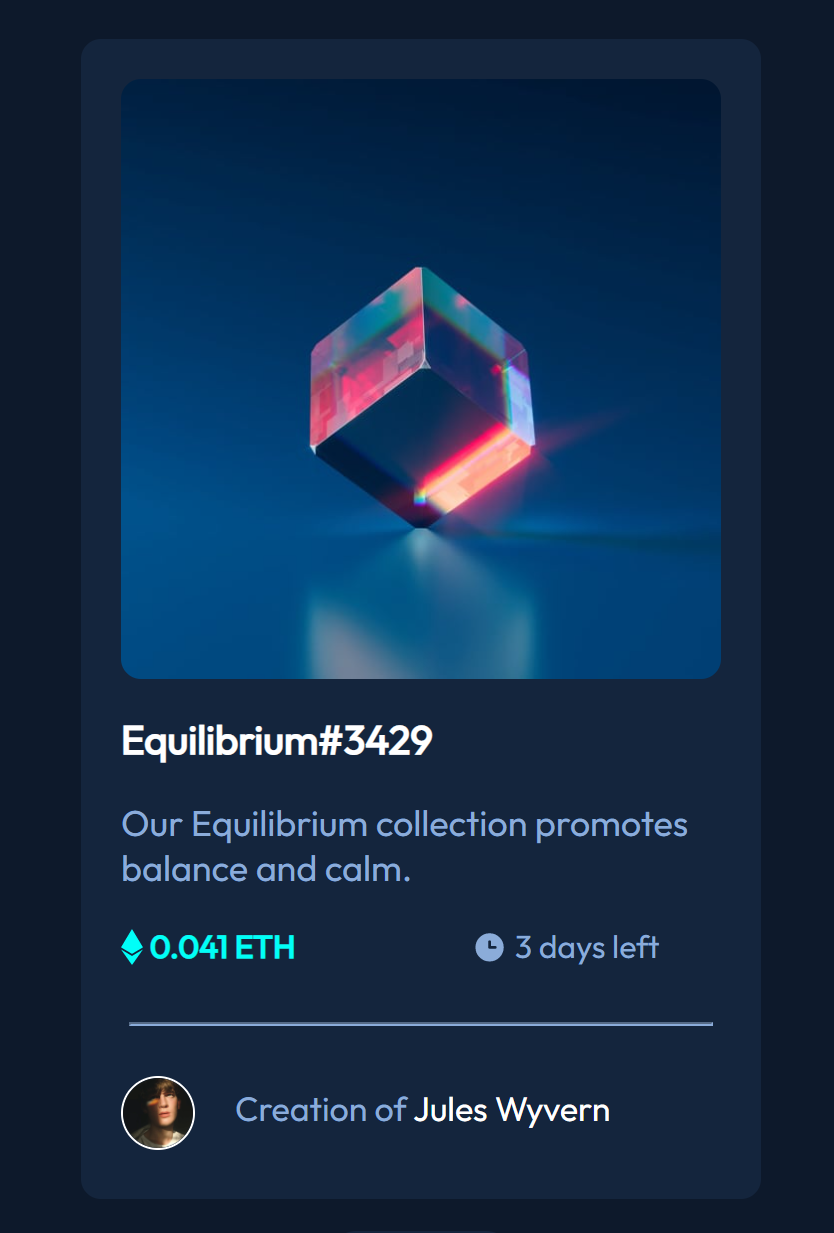 Equilibrium#3429
Our Equilibrium collection promotes
balance and calm.
0.041 ETH
3 days left
Creation of Jules Wyvern